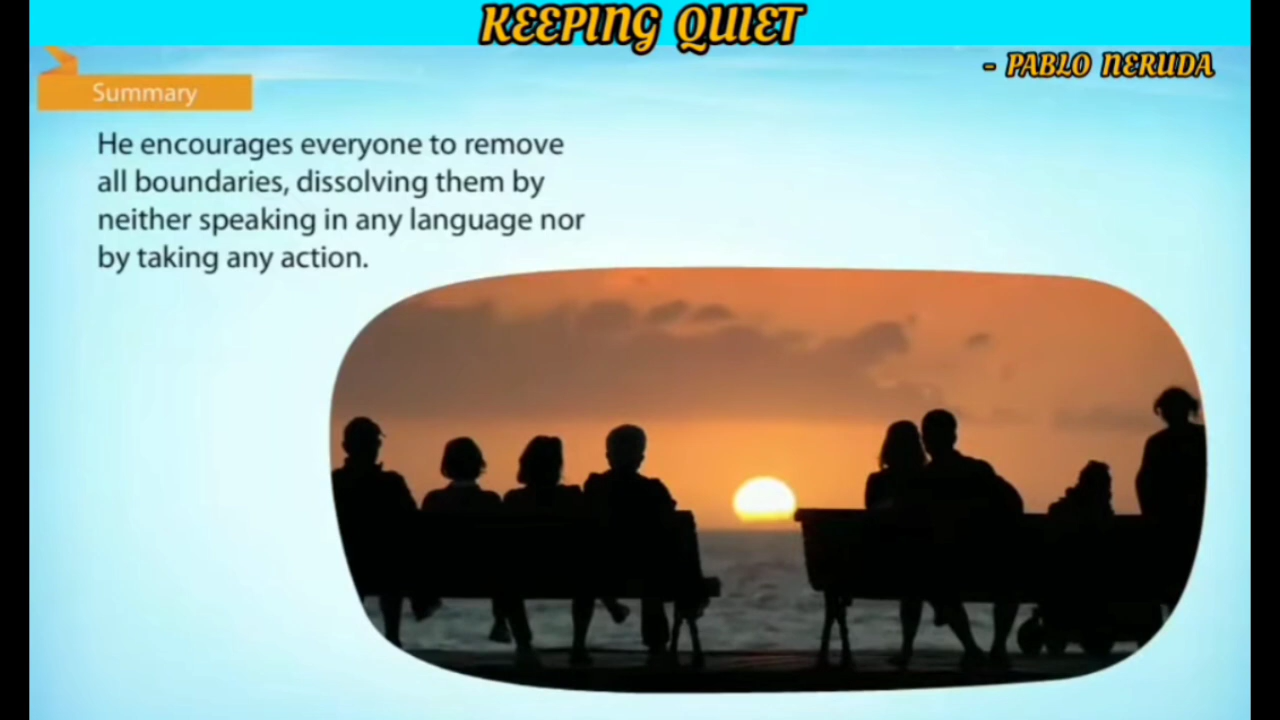 KEEPING QUIET
- PABLO NERUDA
Summary
He encourages everyone to remove
all boundaries, dissolving them by
neither speaking in any language nor
by taking any action.